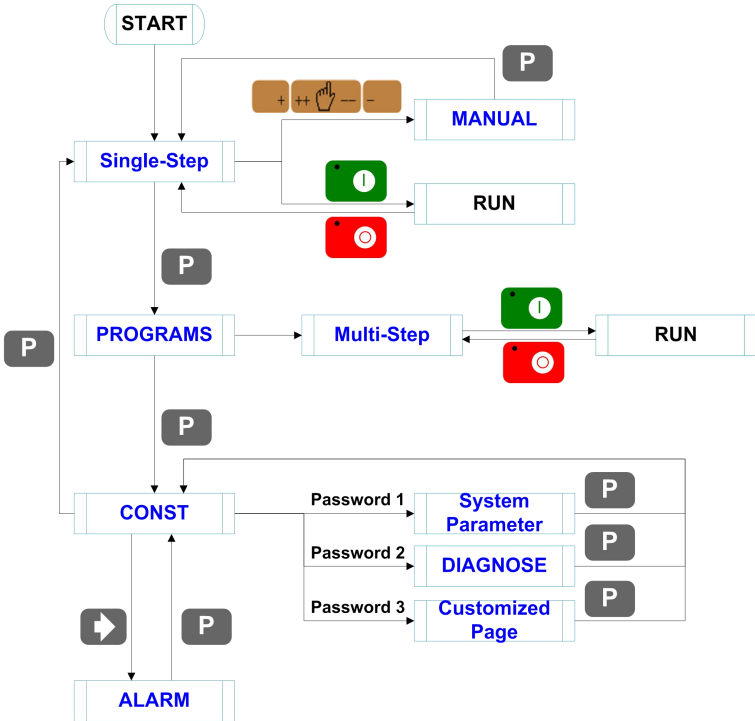 START
P
+ ++ -- -
MANUAL
Single-Step
RUN
P
PROGRAMS
Multi-Step
RUN
P
P
CONST
Password 1
System
Parameter
P
Password 2
DIAGNOSE
P
Password 3
Customized
Page
P
P
ALARM